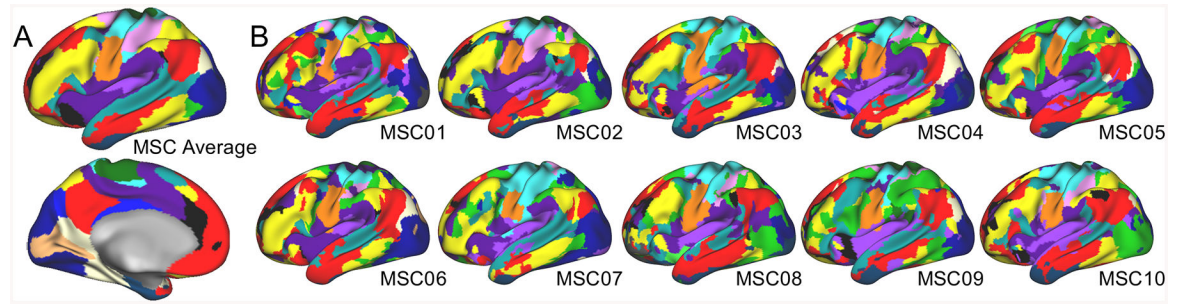 A
B
MSC Average
MSC01
MSC02
MSC03
MSC04
MSC05
MSC06
MSC07
MSC08
MSC09
MSC10